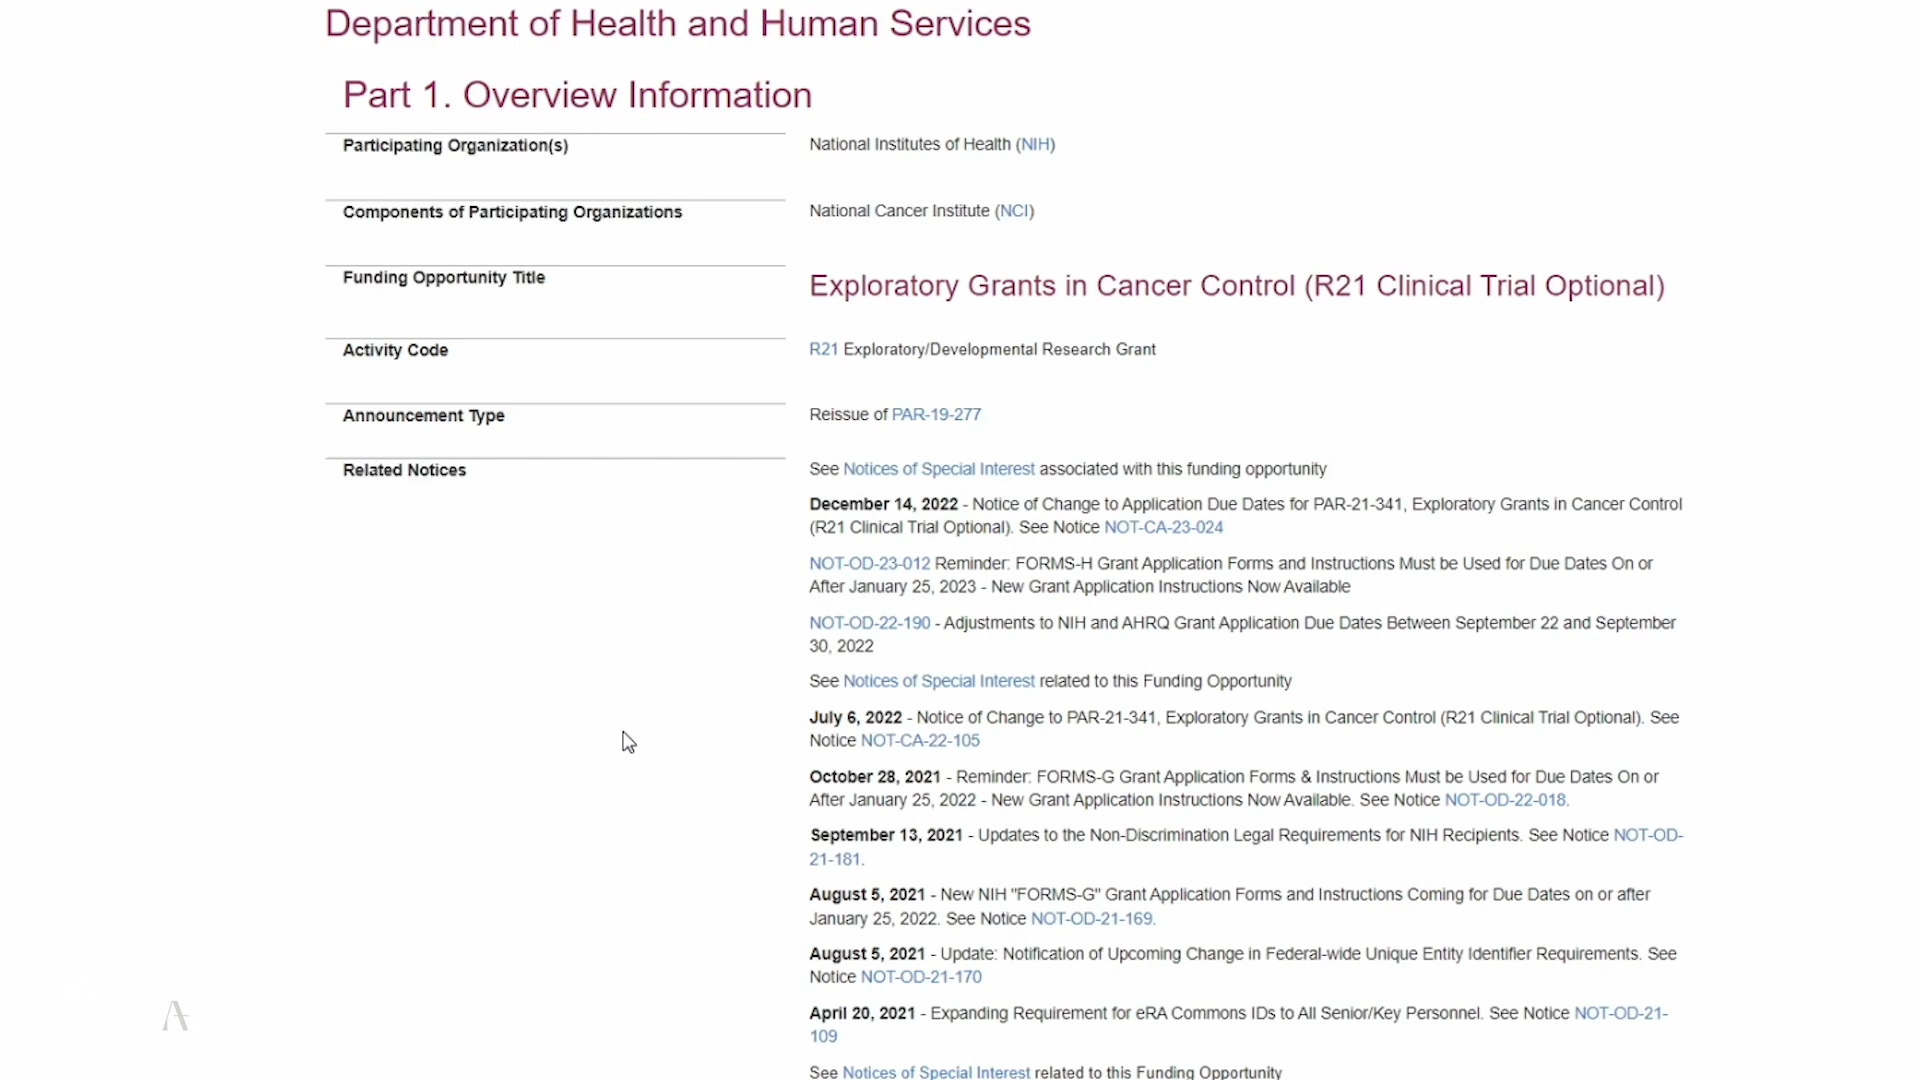 Department of Health and Human Services
Part 1. Overview Information
Participating Organization(s)
National Institutes of Health (NIH)
Components of Participating Organizations
National Cancer Institute (NCI)
Funding Opportunity Title
Exploratory Grants in Cancer Control (R21 Clinical Trial Optional)
Activity Code
R21 Exploratory/Developmental Research Grant
Announcement Type
Reissue of PAR-19-277
Related Notices
See Notices of Special Interest associated with this funding opportunity
December 14, 2022 - Notice of Change to Application Due Dates for PAR-21-341, Exploratory Grants in Cancer Control
(R21 Clinical Trial Optional). See Notice NOT-CA-23-024
NOT-OD-23-012 Reminder: FORMS-H Grant Application Forms and Instructions Must be Used for Due Dates On or
After January 25, 2023 - New Grant Application Instructions Now Available
NOT-OD-22-190 - Adjustments to NIH and AHRQ Grant Application Due Dates Between September 22 and September
30, 2022
See Notices of Special Interest related to this Funding Opportunity
July 6, 2022 - Notice of Change to PAR-21-341, Exploratory Grants in Cancer Control (R21 Clinical Trial Optional). See
Notice NOT-CA-22-105
October 28, 2021 - Reminder: FORMS-G Grant Application Forms & Instructions Must be Used for Due Dates On or
After January 25, 2022 - New Grant Application Instructions Now Available. See Notice NOT-OD-22-018.
September 13, 2021 - Updates to the Non-Discrimination Legal Requirements for NIH Recipients. See Notice NOT-OD-
21-181.
August 5, 2021 - New NIH "FORMS-G" Grant Application Forms and Instructions Coming for Due Dates on or after
January 25, 2022. See Notice NOT-OD-21-169.
August 5, 2021 - Update: Notification of Upcoming Change in Federal-wide Unique Entity Identifier Requirements. See
Notice NOT-OD-21-170
April 20, 2021 - Expanding Requirement for eRA Commons IDs to All Senior/Key Personnel. See Notice NOT-OD-21-
109
See Notices of Special Interest related to this Funding Opportunity